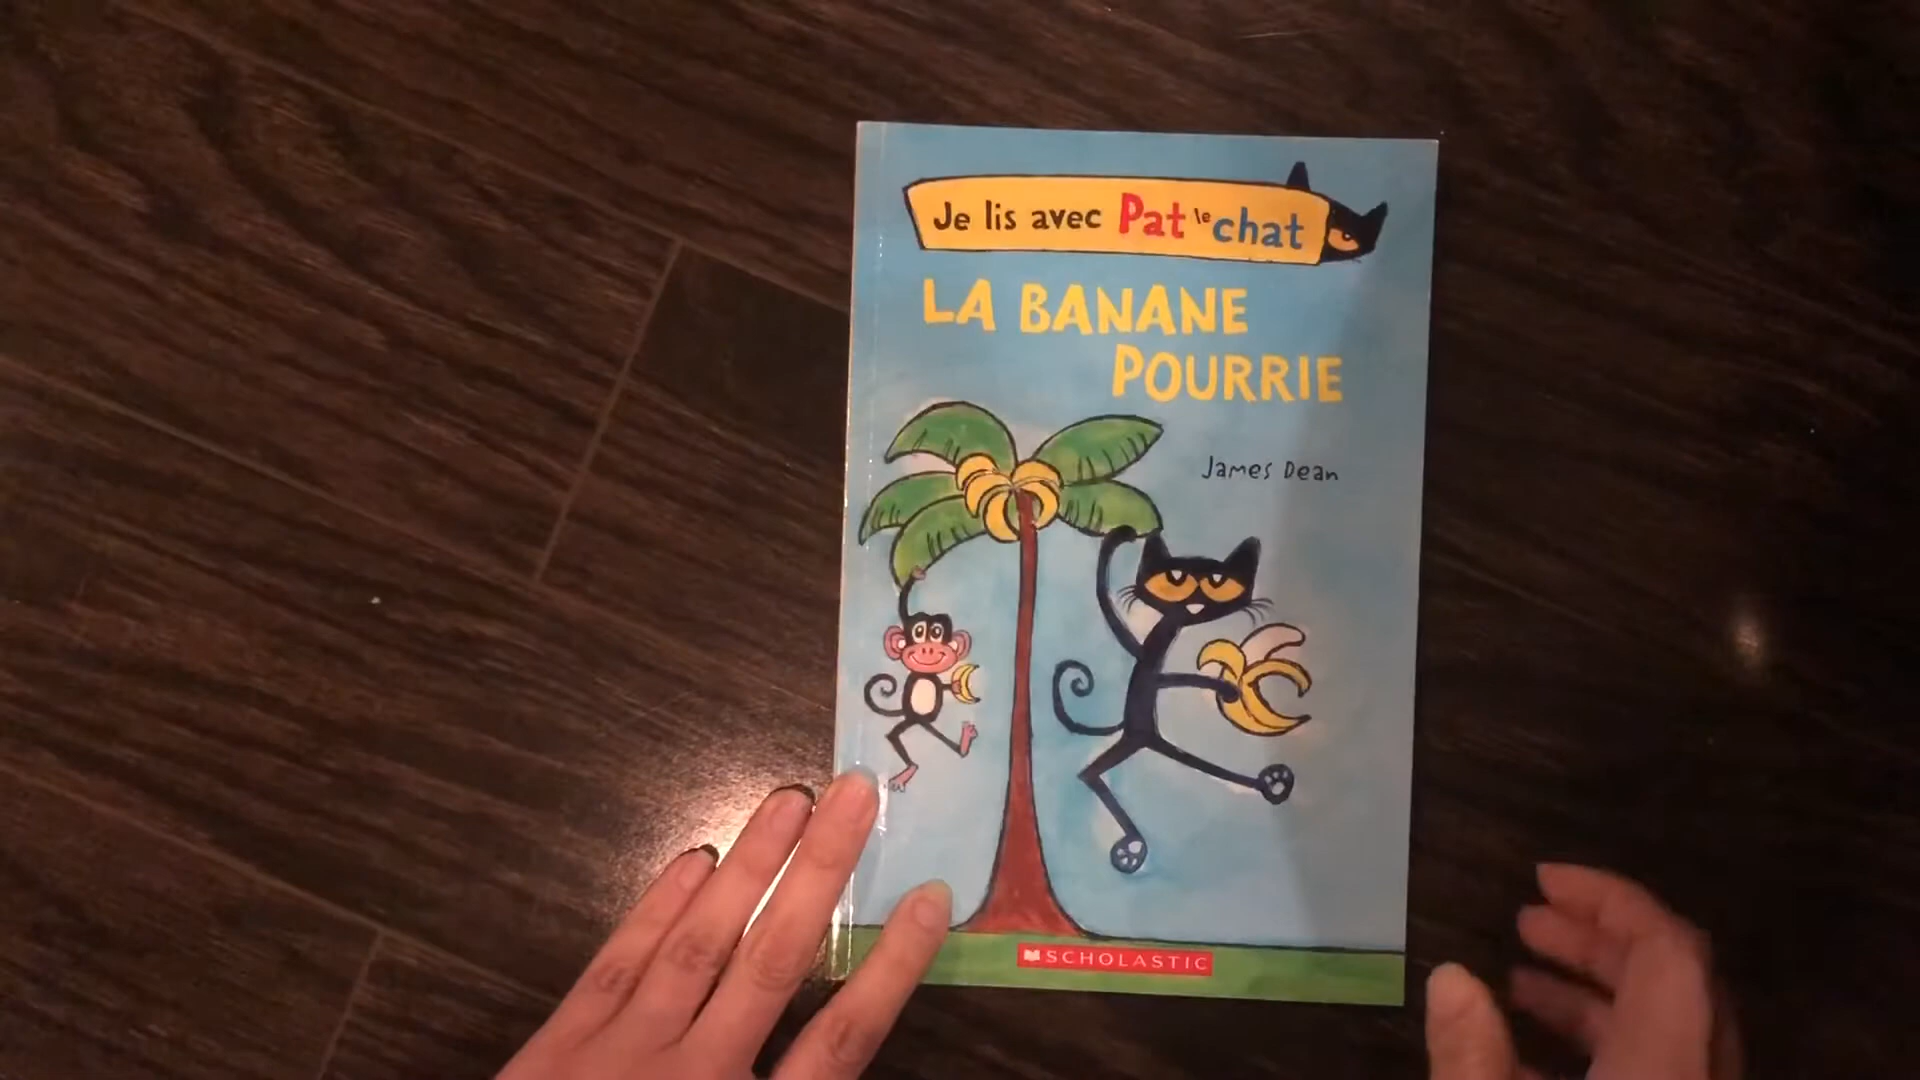 Je lis avec Pat le chat
LA BANANE
POURRIE
James Dean
SCHOLASTIC